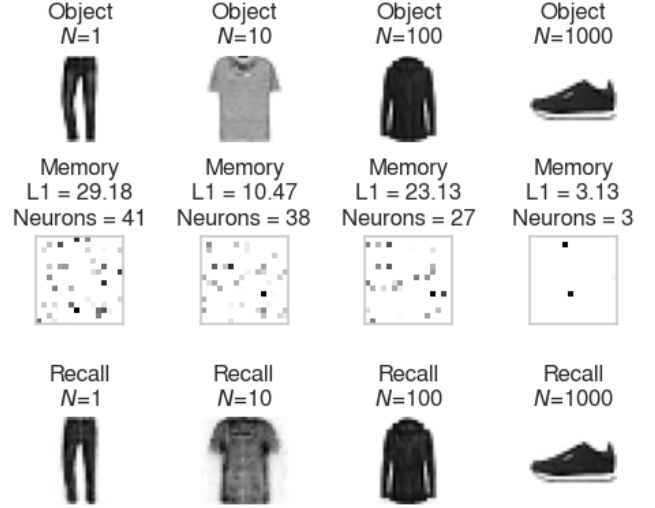 Object Object Object Object
N=1 N=10 N=100 N=1000
Memory Memory Memory Memory
L1 = 29.18 L1 = 10.47 L1 = 23.13 L1 = 3.13
Neurons = 41 Neurons = 38 Neurons = 27 Neurons = 3
Recall Recall Recall Recall
N=1 N=10 N=100 N=1000